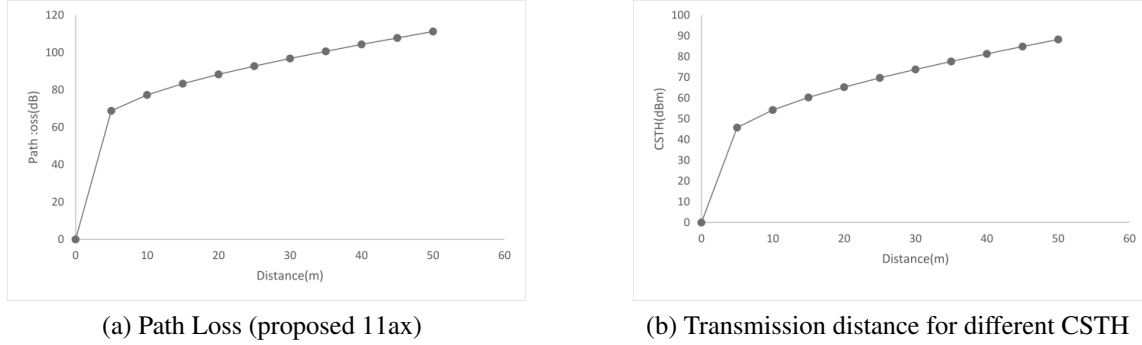 120
100
80
60
40
20
0
Path :oss(dB)
0 10 20 30 40 50 60
Distance(m)
(a) Path Loss (proposed 11ax)
100
90
80
70
60
50
40
30
20
10
0
CSTH(dBm)
0 10 20 30 40 50 60
Distance(m)
(b) Transmission distance for different CSTH